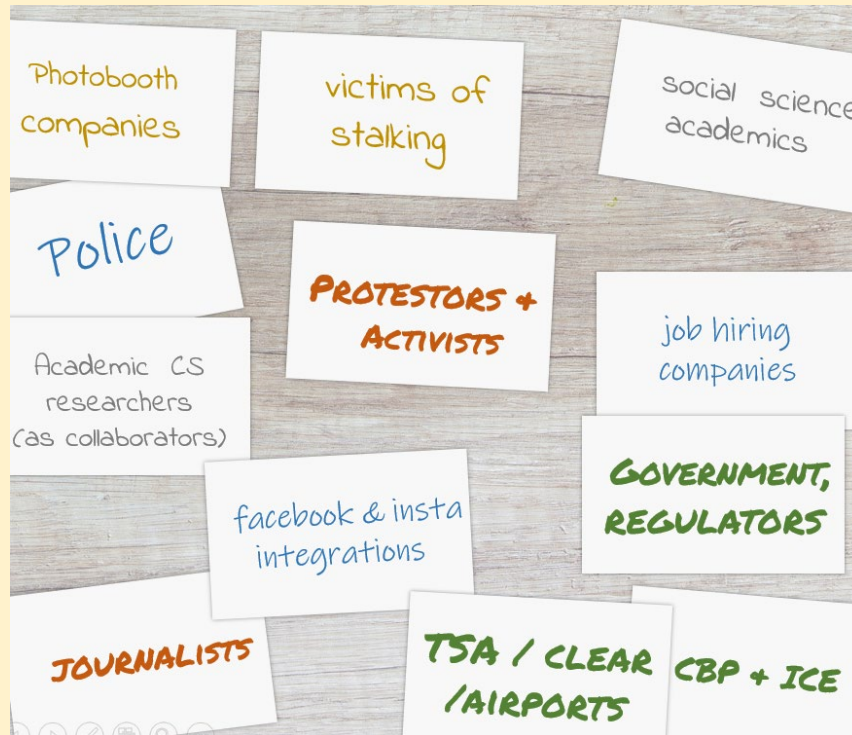 Photobooth
companies
victims of
stalking
social science
academics
Police
PROTESTORS +
ACTIVISTS
job hiring
companies
Academic CS
researchers
(as collaborators)
GOVERNMENT,
REGULATORS
facebook & insta
integrations
JOURNALISTS
TSA / CLEAR
/AIRPORTS
CBP + ICE